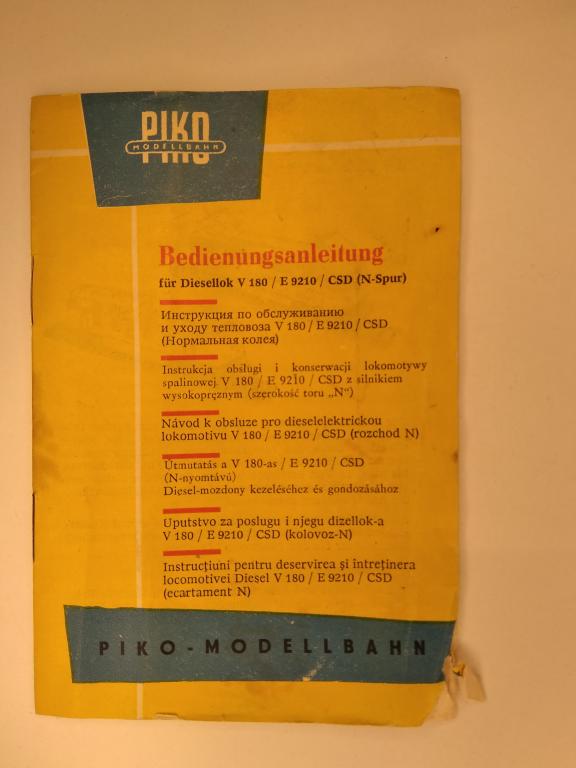 PIKO
MODELLBAHN
Bedienungsanleitung
für Diesellok V 180 / E 9210 / CSD (N-Spur)
Инструкция по обслуживанию
и уходу тепловоза V 180 / E 9210 / CSD
(Нормальная колея)
Instrukcja obsługi i konserwacji lokomotywy
spalinowej V 180 / E 9210 / CSD z silnikiem
wysokoprężnym (szerokość toru „N”)
Návod k obsluze pro dieselelektrickou
lokomotivu V 180 / E 9210 / CSD (rozchod N)
Útmutatás a V 180-as / E 9210 / CSD
(N-nyomtávú)
Diesel-mozdony kezeléséhez és gondozásához
Uputstvo za poslugu i njegu dizellok-a
V 180 / E 9210 / CSD (kolovoz-N)
Instrucţiuni pentru deservirea şi întreţinera
locomotivei Diesel V 180 / E 9210 / CSD
(ecartament N)
PIKO-MODELLBAHN